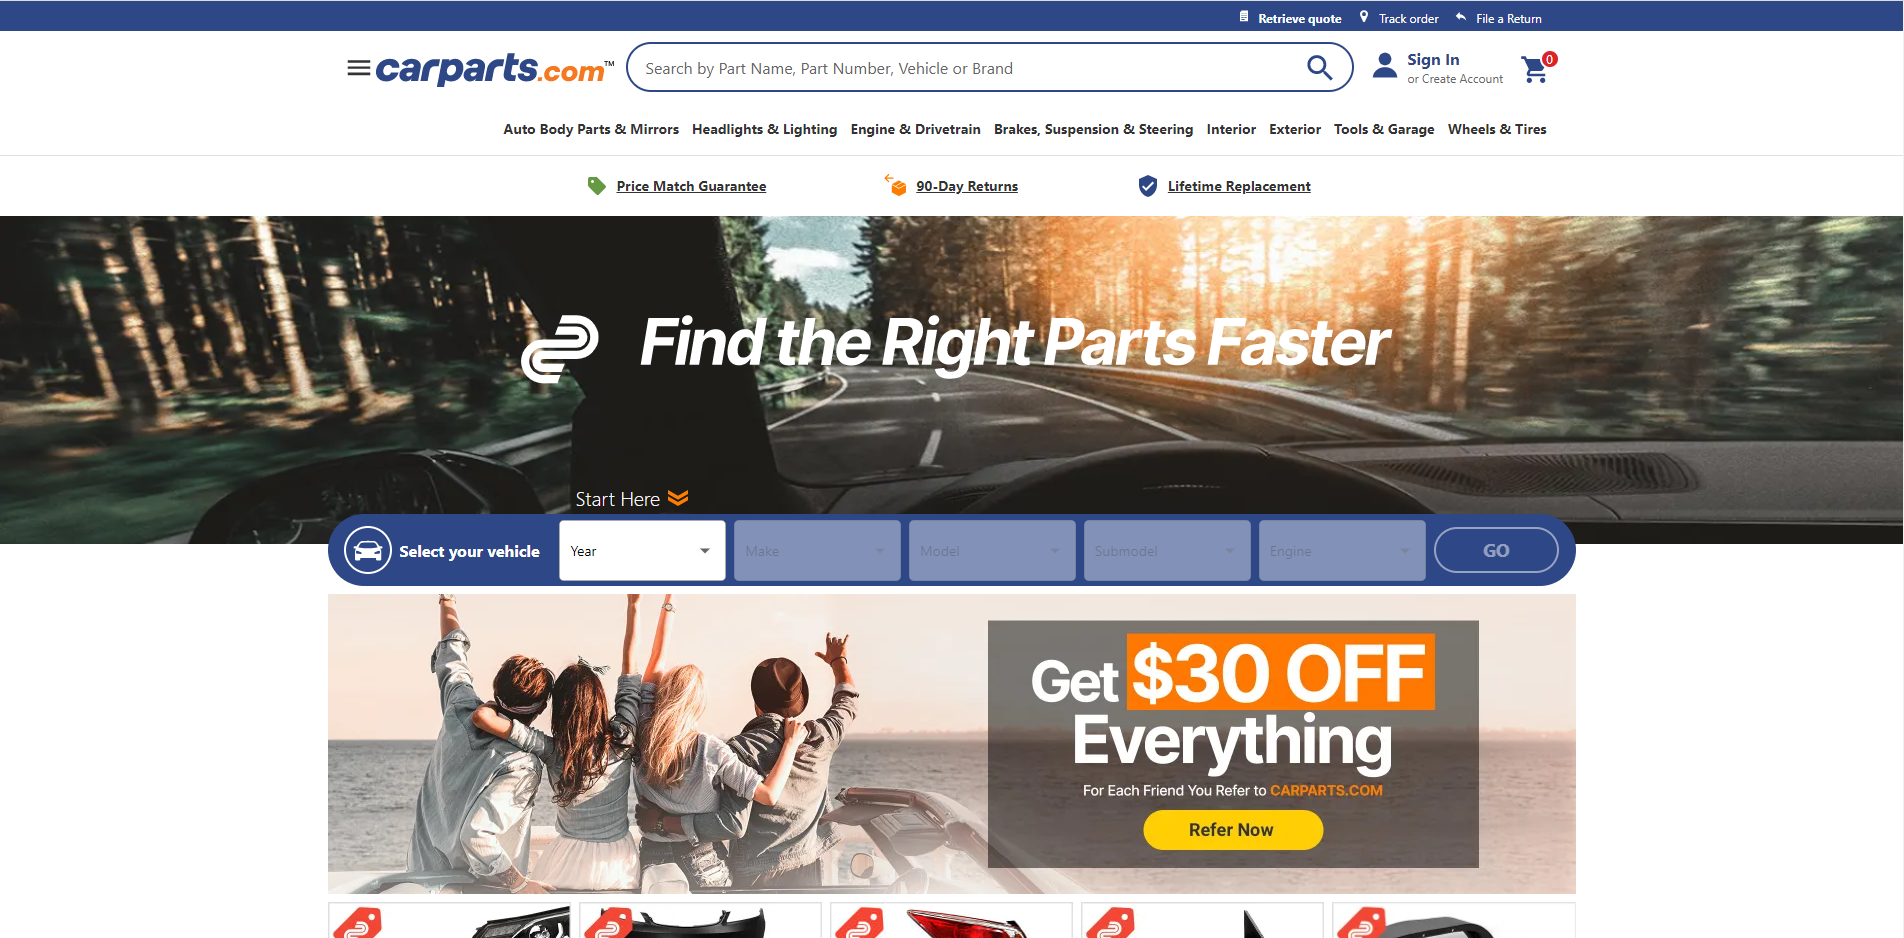 Retrieve quote Track order File a Return
carparts.com™ Search by Part Name, Part Number, Vehicle or Brand Sign In 0
or Create Account
Auto Body Parts & Mirrors Headlights & Lighting Engine & Drivetrain Brakes, Suspension & Steering Interior Exterior Tools & Garage Wheels & Tires
Price Match Guarantee 90-Day Returns Lifetime Replacement
Find the Right Parts Faster
Start Here
Select your vehicle Year Make Model Submodel Engine GO
Get $30 OFF
Everything
For Each Friend You Refer to CARPARTS.COM
Refer Now